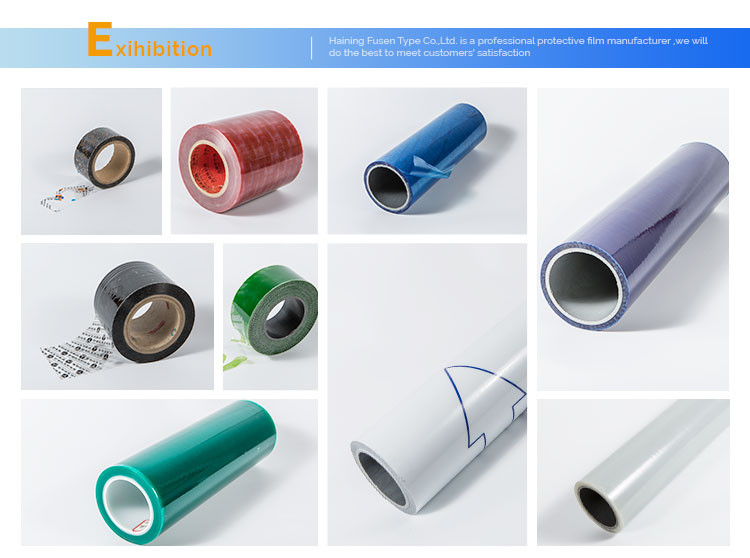 Exihibition
Haining Fusen Type Co,.Ltd. is a professional protective film manufacturer ,we will
do the best to meet customers' satisfaction